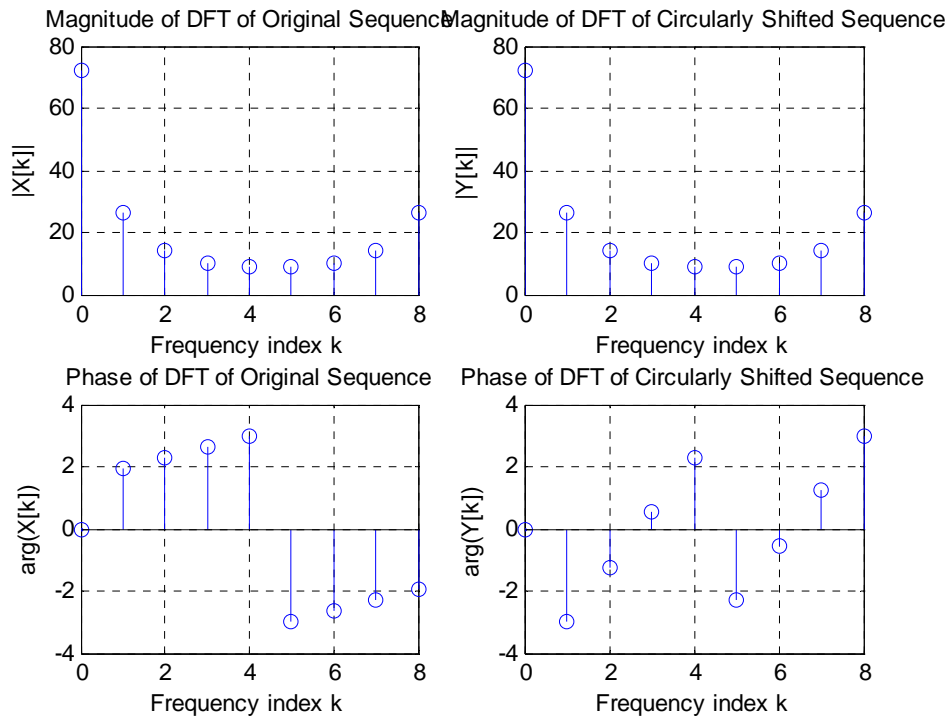 Magnitude of DFT of Original Sequence
80
60
40
20
0
|X[k]|
0 2 4 6 8
Frequency index k
Magnitude of DFT of Circularly Shifted Sequence
80
60
40
20
0
|Y[k]|
0 2 4 6 8
Frequency index k
Phase of DFT of Original Sequence
4
2
0
-2
-4
arg(X[k])
0 2 4 6 8
Frequency index k
Phase of DFT of Circularly Shifted Sequence
4
2
0
-2
-4
arg(Y[k])
0 2 4 6 8
Frequency index k